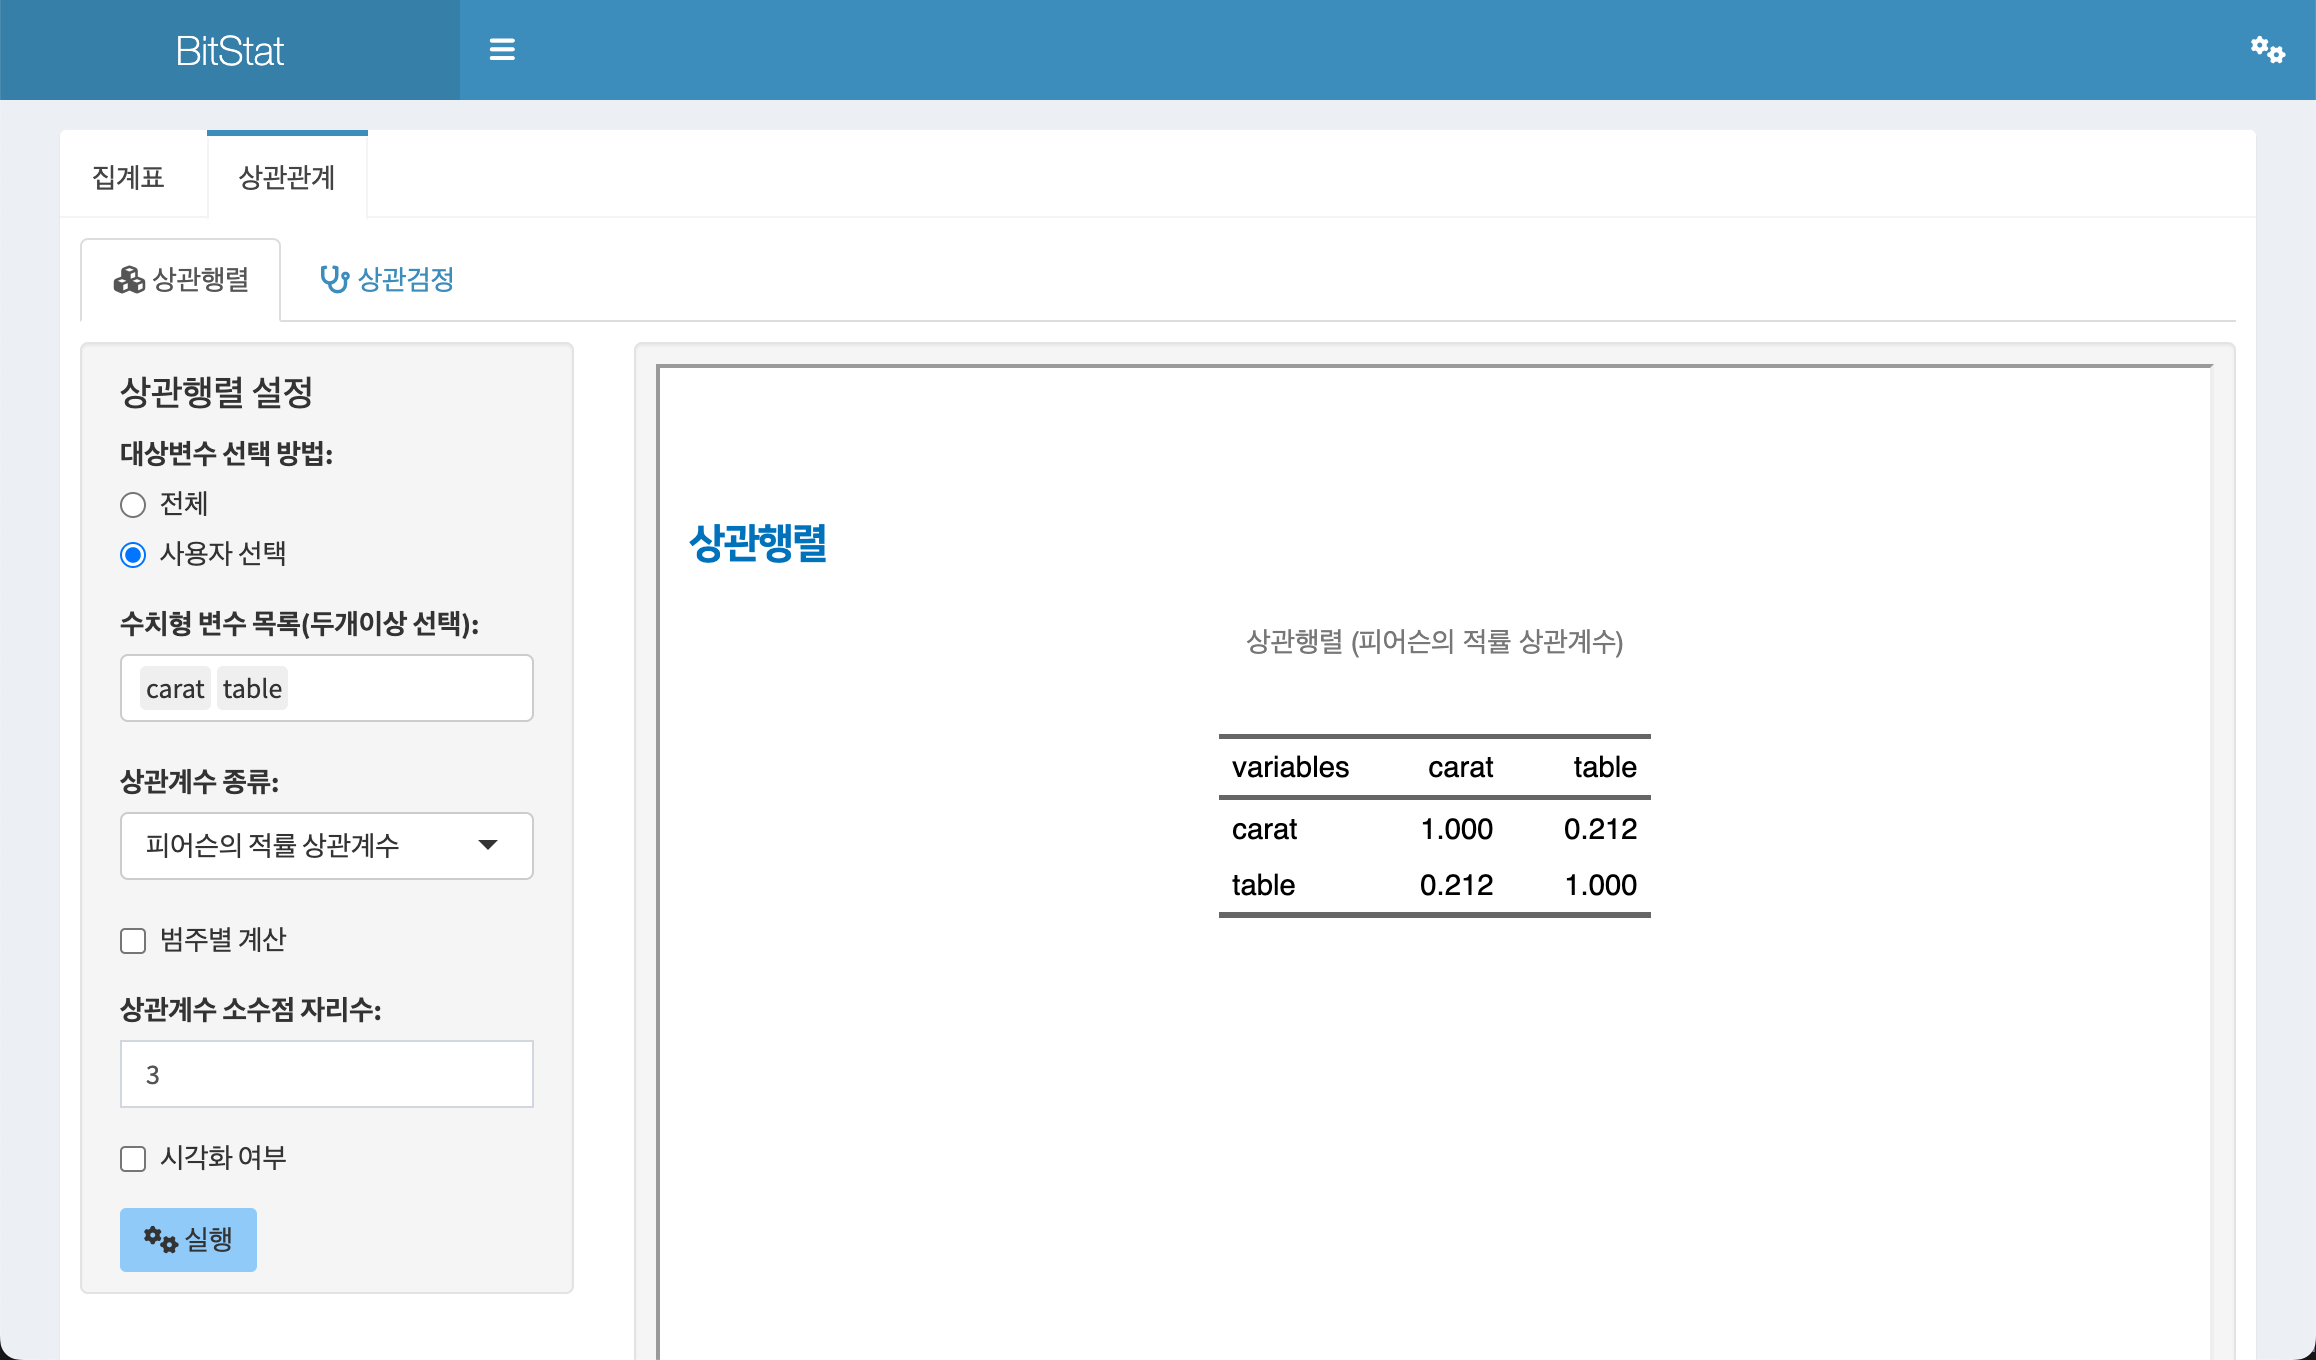 BitStat
집계표
상관관계
상관행렬
상관검정
상관행렬 설정
대상변수 선택 방법:
전체
사용자 선택
수치형 변수 목록(두개이상 선택):
carat table
상관계수 종류:
피어슨의 적률 상관계수
범주별 계산
상관계수 소수점 자리수:
3
시각화 여부
실행
상관행렬
상관행렬 (피어슨의 적률 상관계수)
variables carat table
carat 1.000 0.212
table 0.212 1.000